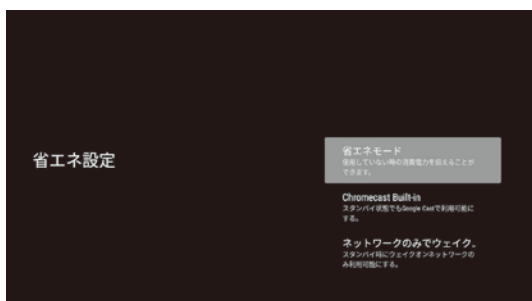 省エネ設定
省エネモード
使用していない時の消費電力を抑えることが
できます。
Chromecast Built-in
スタンバイ状態でもGoogle Castで利用可能に
する。
ネットワークのみでウェイク。
スタンバイ時にウェイクオンネットワークの
み利用可能にする。